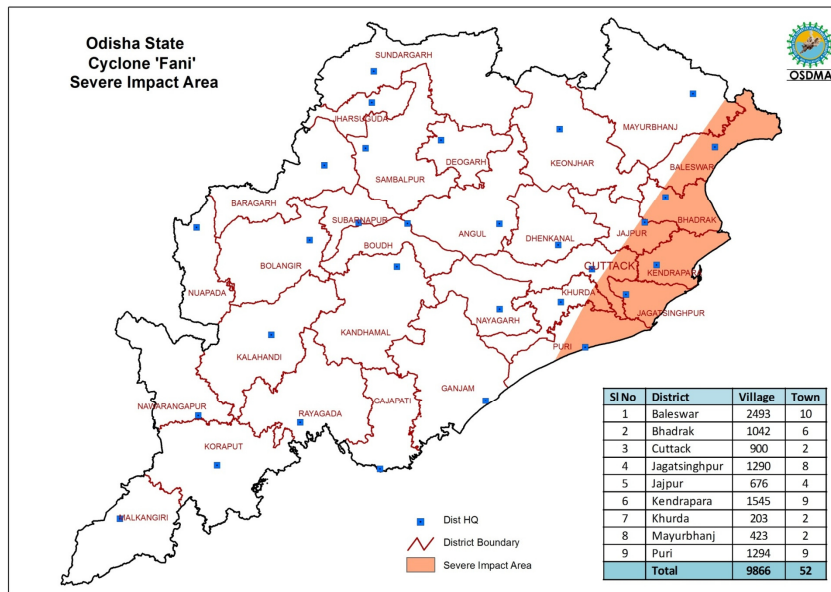 Odisha State
Cyclone 'Fani'
Severe Impact Area
OSDMA
SUNDARGARH
JHARSUGUDA
MAYURBHANJ
DEOGARH
KEONJHAR
BALESWAR
SAMBALPUR
BARAGARH
SUBARNAPUR
BHADRAK
ANGUL
DHENKANAL
JAJPUR
BOUDH
BOLANGIR
CUTTACK
KENDRAPARA
NUAPADA
KHURDA
NAYAGARH
JAGATSINGHPUR
KANDHAMAL
KALAHANDI
PURI
GANJAM
GAJAPATI
NAWARANGAPUR
RAYAGADA
KORAPUT
MALKANGIRI
Dist HQ
District Boundary
Severe Impact Area
Sl No District Village Town
1 Baleswar 2493 10
2 Bhadrak 1042 6
3 Cuttack 900 2
4 Jagatsinghpur 1290 8
5 Jajpur 676 4
6 Kendrapara 1545 9
7 Khurda 203 2
8 Mayurbhanj 423 2
9 Puri 1294 9
Total 9866 52